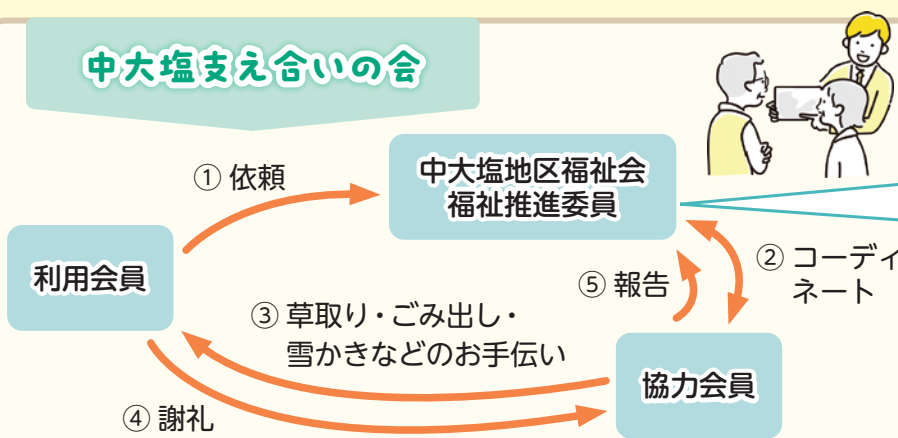 中大塩支え合いの会
① 依頼
中大塩地区福祉会
福祉推進委員
利用会員
② コーディ
ネート
⑤ 報告
③ 草取り・ごみ出し・
雪かきなどのお手伝い
協力会員
④ 謝礼